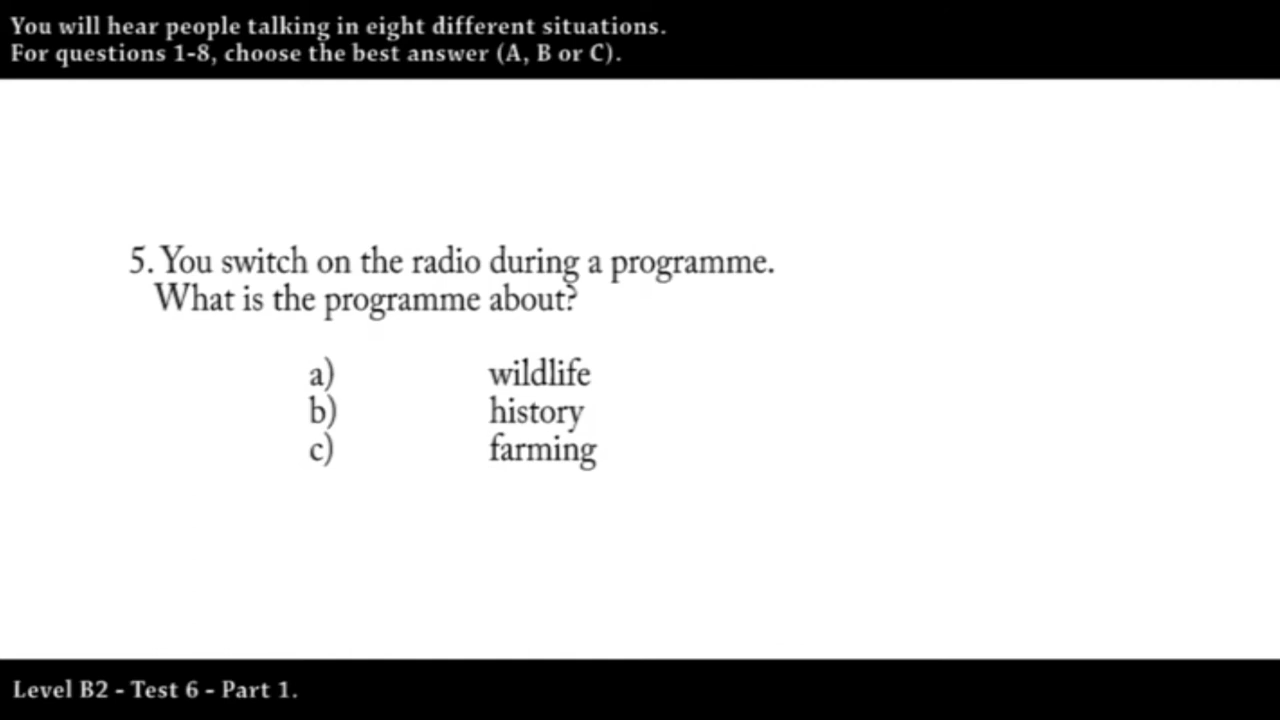 You will hear people talking in eight different situations.
For questions 1-8, choose the best answer (A, B or C).
5. You switch on the radio during a programme.
What is the programme about?
a) wildlife
b) history
c) farming
Level B2 - Test 6 - Part 1.